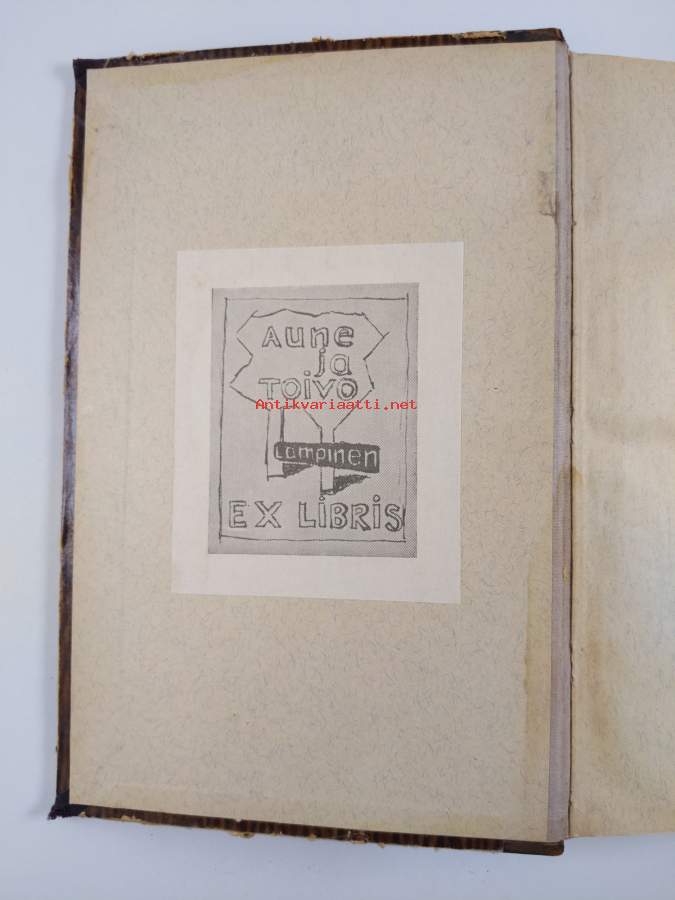 Aune
ja
TOIVO
Antikvariaatti.net
Lampinen
EX LIBRIS